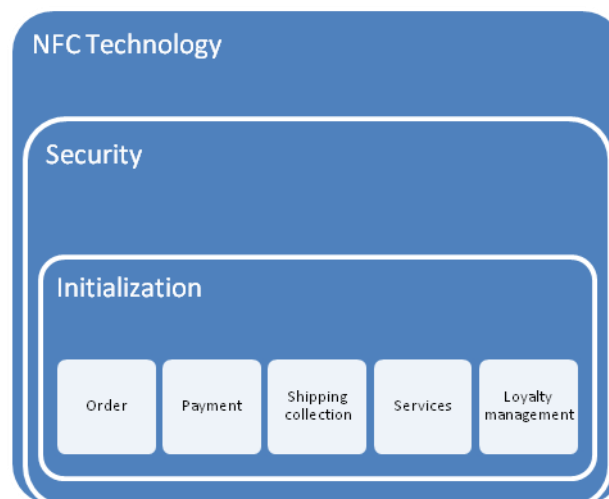 NFC Technology
Security
Initialization
Order
Payment
Shipping
collection
Services
Loyalty
management